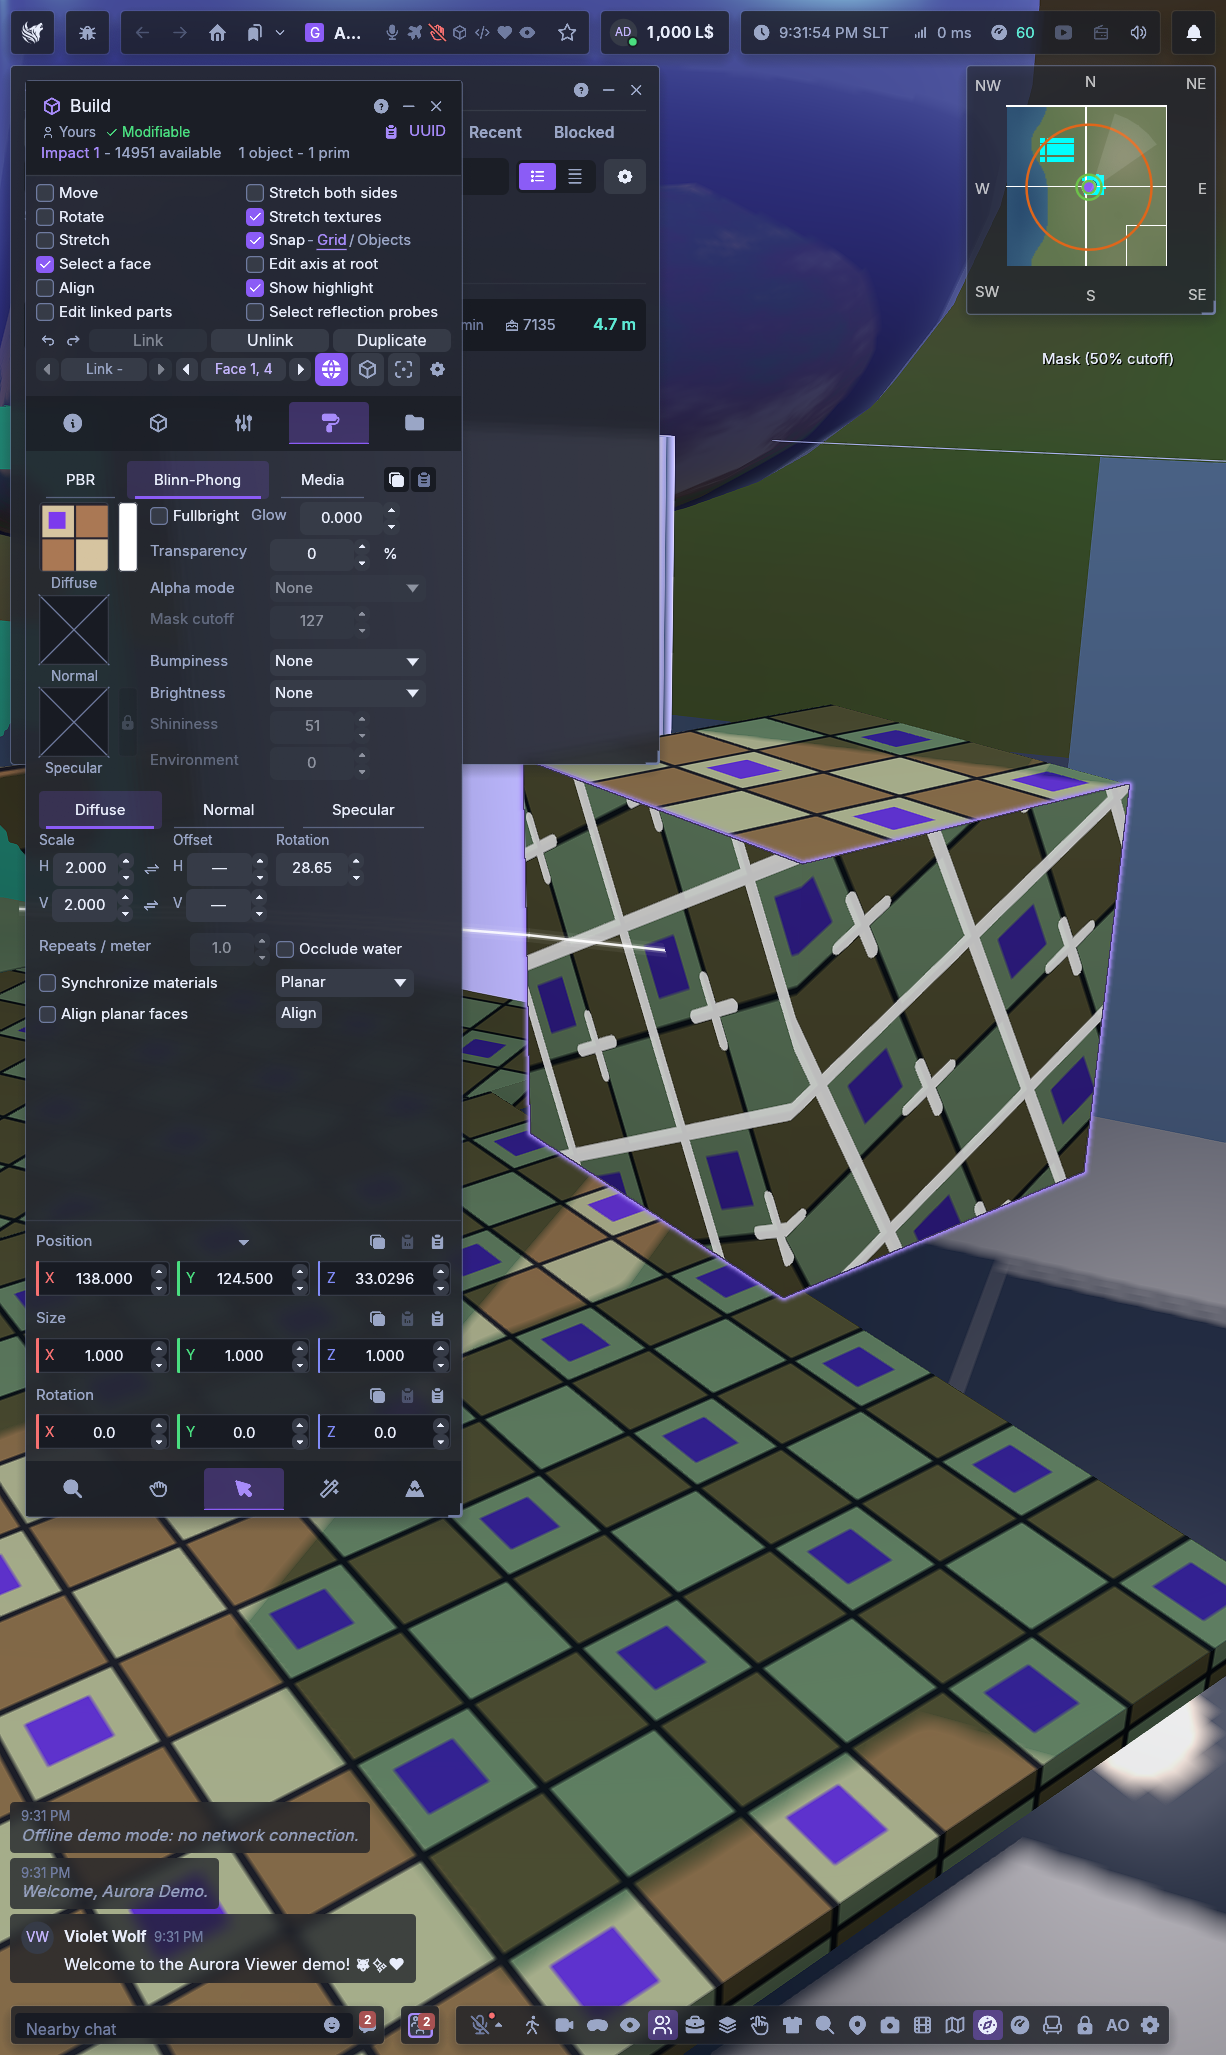 G A...
AD 1,000 L$
9:31:54 PM SLT
0 ms
60
Build
Yours Modifiable
UUID
Impact 1 - 14951 available 1 object - 1 prim
Recent
Blocked
Move
Stretch both sides
Rotate
Stretch textures
Stretch
Snap - Grid / Objects
Select a face
Edit axis at root
Align
Show highlight
Edit linked parts
Select reflection probes
Link
Unlink
Duplicate
Link -
Face 1, 4
min
7135
4.7 m
NW
N
NE
W
E
SW
S
SE
Mask (50% cutoff)
PBR
Blinn-Phong
Media
Fullbright
Glow
0.000
Transparency
0
%
Diffuse
Alpha mode
None
Mask cutoff
127
Bumpiness
None
Normal
Brightness
None
Shininess
51
Environment
0
Specular
Diffuse
Normal
Specular
Scale
Offset
Rotation
H 2.000
H —
28.65
V 2.000
V —
Repeats / meter
1.0
Occlude water
Synchronize materials
Planar
Align planar faces
Align
Position
X 138.000
Y 124.500
Z 33.0296
Size
X 1.000
Y 1.000
Z 1.000
Rotation
X 0.0
Y 0.0
Z 0.0
9:31 PM
Offline demo mode: no network connection.
9:31 PM
Welcome, Aurora Demo.
VW Violet Wolf 9:31 PM
Welcome to the Aurora Viewer demo!
Nearby chat
2
2
AO